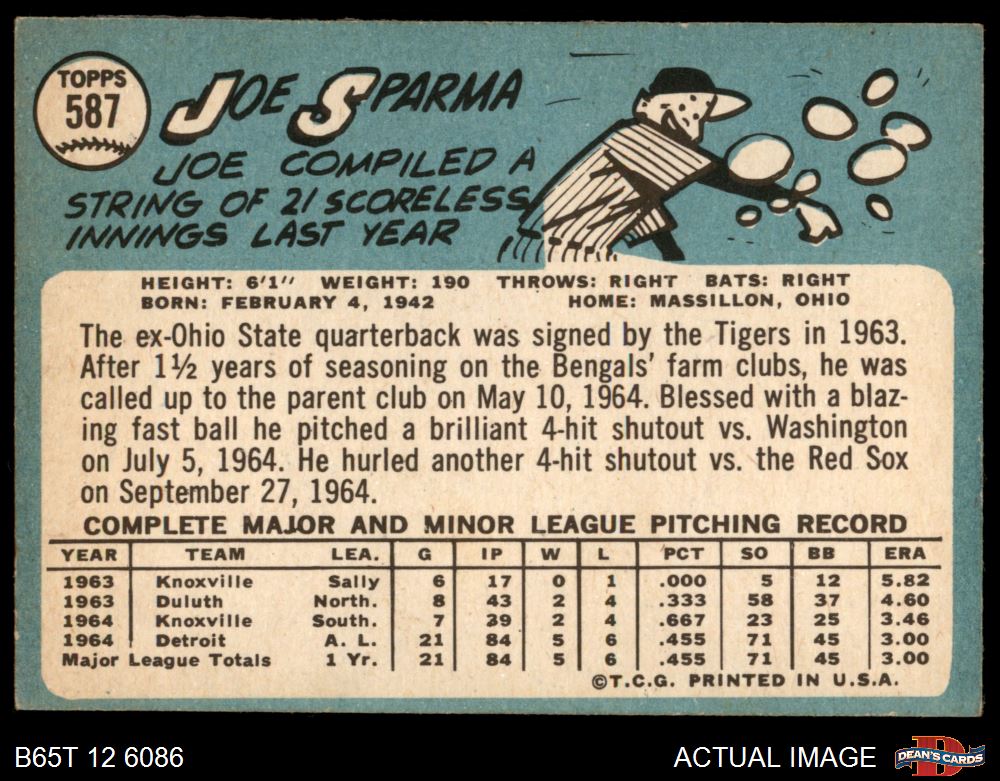 TOPPS
587
JOE SPARMA
JOE COMPILED A
STRING OF 21 SCORELESS
INNINGS LAST YEAR
HEIGHT: 6'1" WEIGHT: 190 THROWS: RIGHT BATS: RIGHT
BORN: FEBRUARY 4, 1942 HOME: MASSILLON, OHIO
The ex-Ohio State quarterback was signed by the Tigers in 1963.
After 1½ years of seasoning on the Bengals' farm clubs, he was
called up to the parent club on May 10, 1964. Blessed with a blaz-
ing fast ball he pitched a brilliant 4-hit shutout vs. Washington
on July 5, 1964. He hurled another 4-hit shutout vs. the Red Sox
on September 27, 1964.
COMPLETE MAJOR AND MINOR LEAGUE PITCHING RECORD
YEAR TEAM LEA. G IP W L PCT SO BB ERA
1963 Knoxville Sally 6 17 0 1 .000 5 12 5.82
1963 Duluth North. 8 43 2 4 .333 58 37 4.60
1964 Knoxville South. 7 39 2 4 .667 23 25 3.46
1964 Detroit A. L. 21 84 5 6 .455 71 45 3.00
Major League Totals 1 Yr. 21 84 5 6 .455 71 45 3.00
©T.C.G. PRINTED IN U.S.A.
B65T 12 6086 ACTUAL IMAGE DEAN'S CARDS